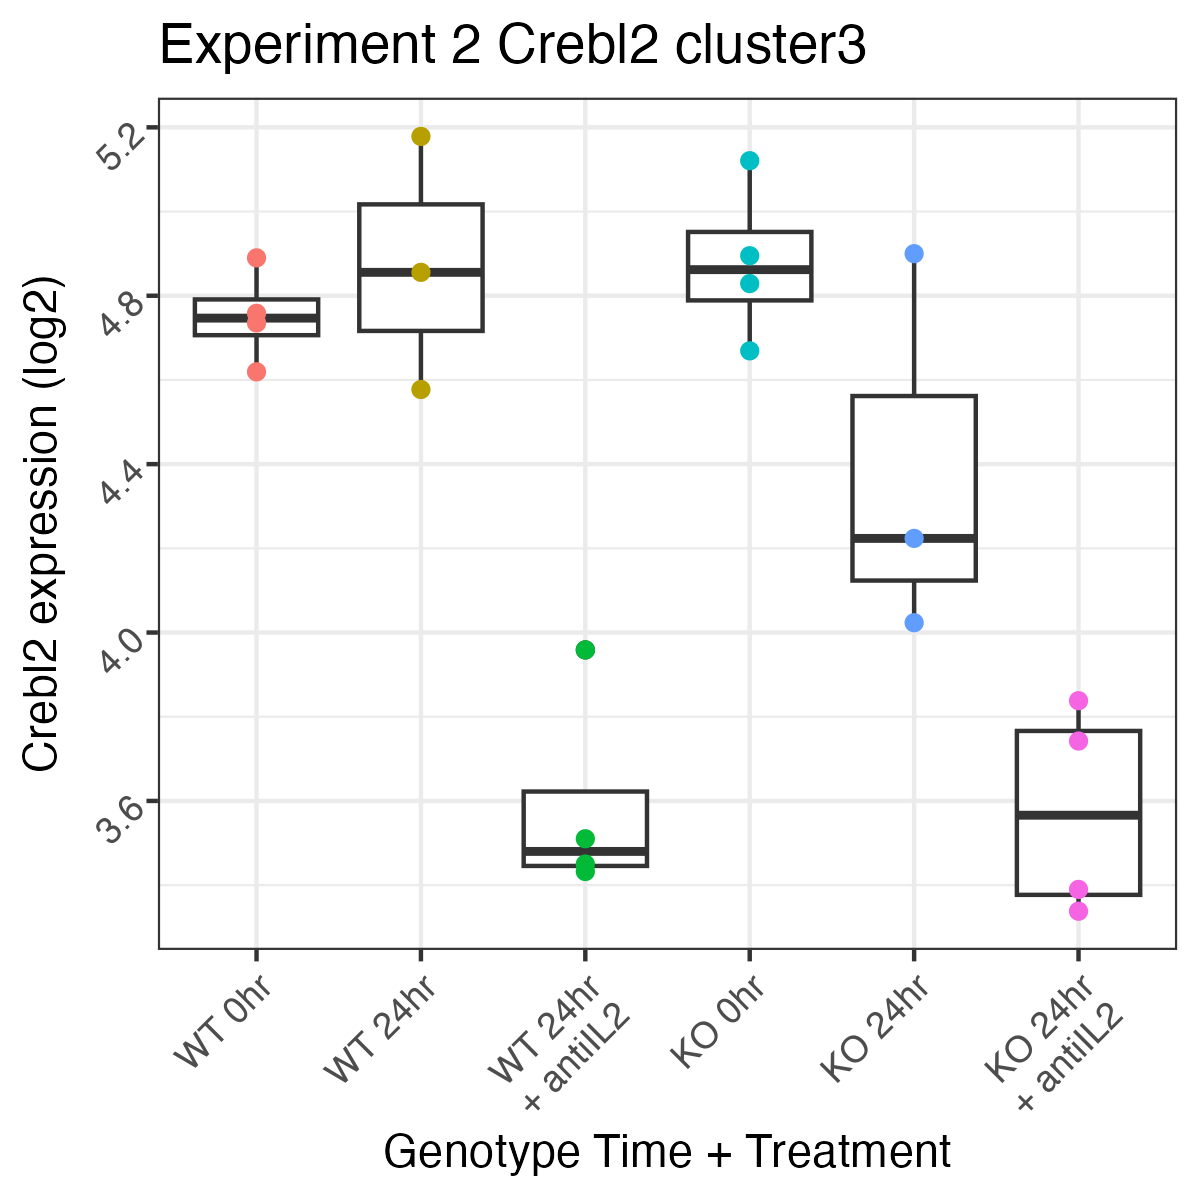 Experiment 2 Crebl2 cluster3
Crebl2 expression (log2)
5.2
4.8
4.4
4.0
3.6
WT 0hr
WT 24hr
WT 24hr
+ antiIL2
KO 0hr
KO 24hr
KO 24hr
+ antiIL2
Genotype Time + Treatment